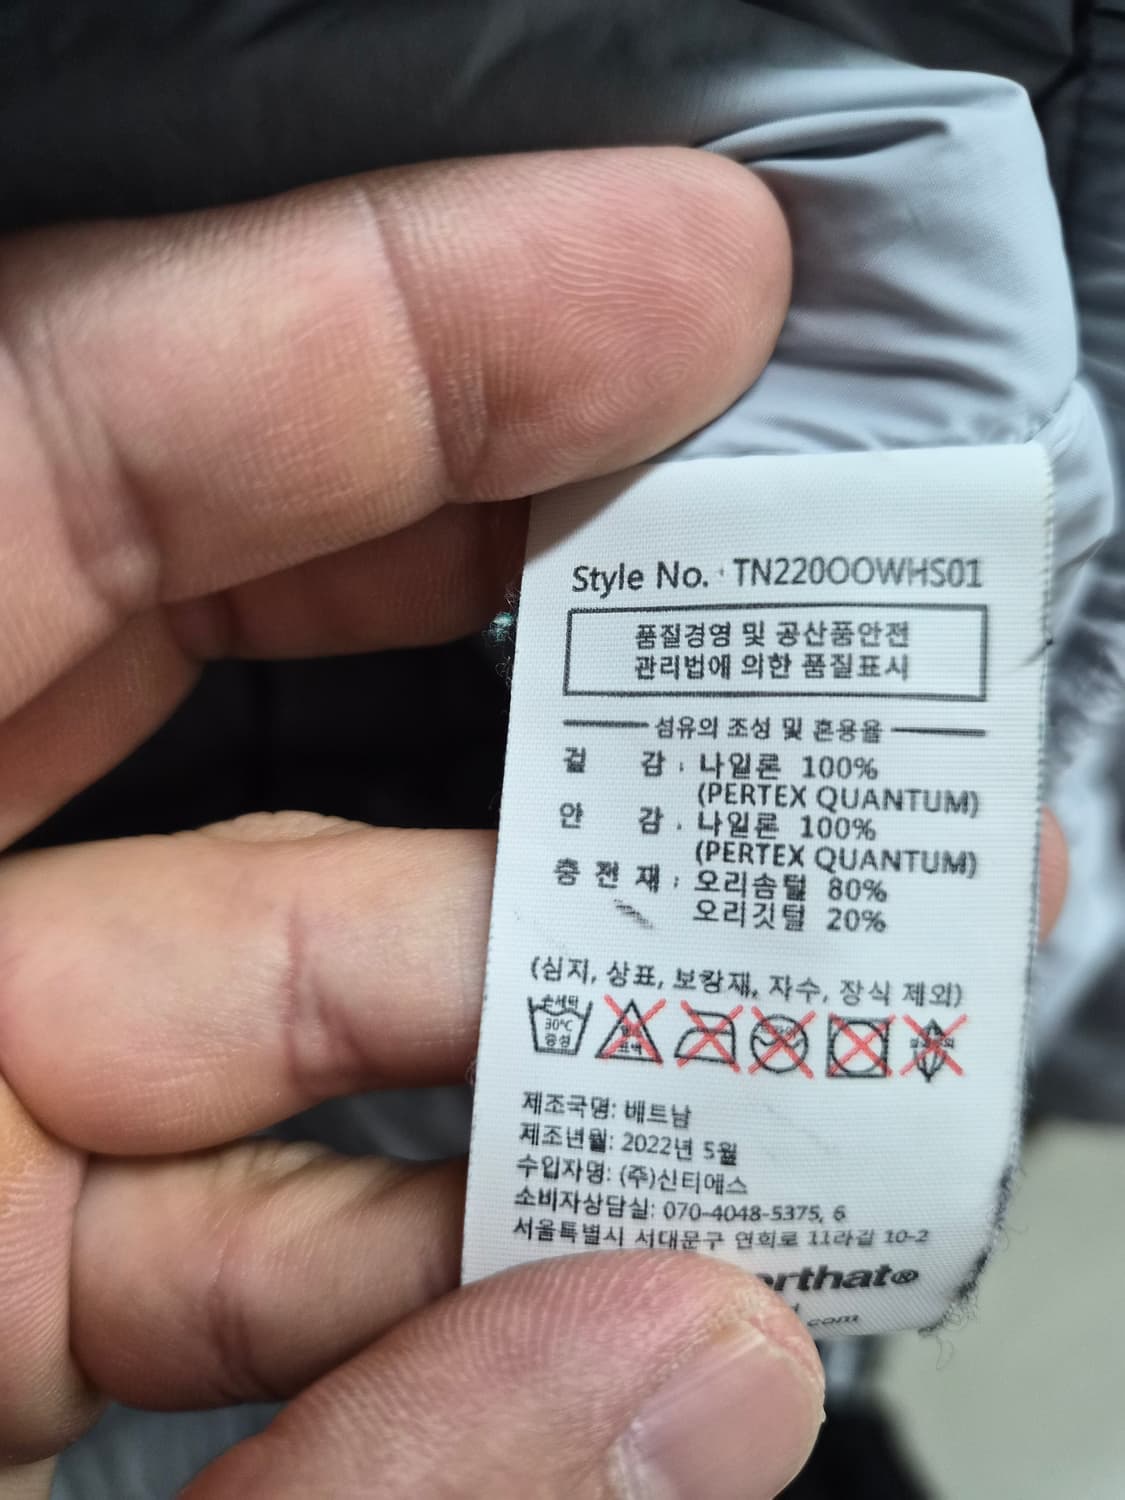 Style No. : TN220OOWHS01
품질경영 및 공산품안전
관리법에 의한 품질표시
섬유의 조성 및 혼용율
겉 감 : 나일론 100%
(PERTEX QUANTUM)
안 감 : 나일론 100%
(PERTEX QUANTUM)
충 전 재 : 오리솜털 80%
오리깃털 20%
(심지, 상표, 보강재, 자수, 장식 제외)
손세탁
30℃
중성
표백
제조국명: 베트남
제조년월: 2022년 5월
수입자명: (주)신티에스
소비자상담실: 070-4048-5375, 6
서울특별시 서대문구 연희로 11라길 10-2
erthat®
.com